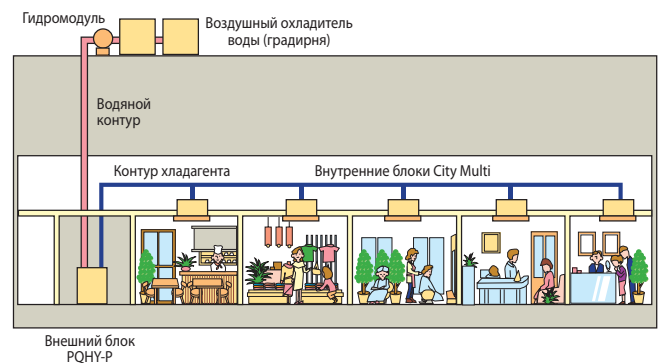 Гидромодуль
Воздушный охладитель
воды (градирня)
Водяной
контур
Контур хладагента
Внутренние блоки City Multi
Внешний блок
PQHY-P